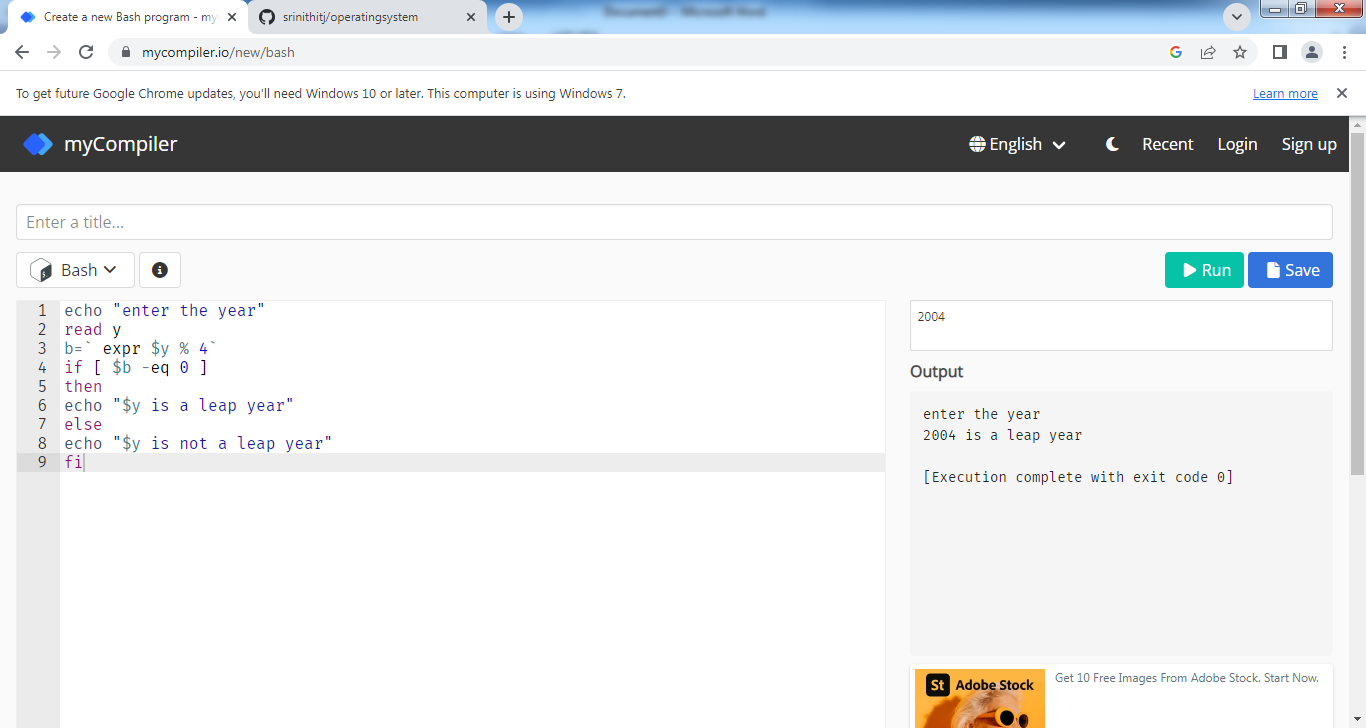 Create a new Bash program - my
srinithitj/operatingsystem
mycompiler.io/new/bash
To get future Google Chrome updates, you'll need Windows 10 or later. This computer is using Windows 7.
Learn more
myCompiler
English
Recent
Login
Sign up
Enter a title...
Bash
Run
Save
1 echo "enter the year"
2 read y
3 b=` expr $y % 4`
4 if [ $b -eq 0 ]
5 then
6 echo "$y is a leap year"
7 else
8 echo "$y is not a leap year"
9 fi
2004
Output
enter the year
2004 is a leap year
[Execution complete with exit code 0]
St Adobe Stock
Get 10 Free Images From Adobe Stock. Start Now.